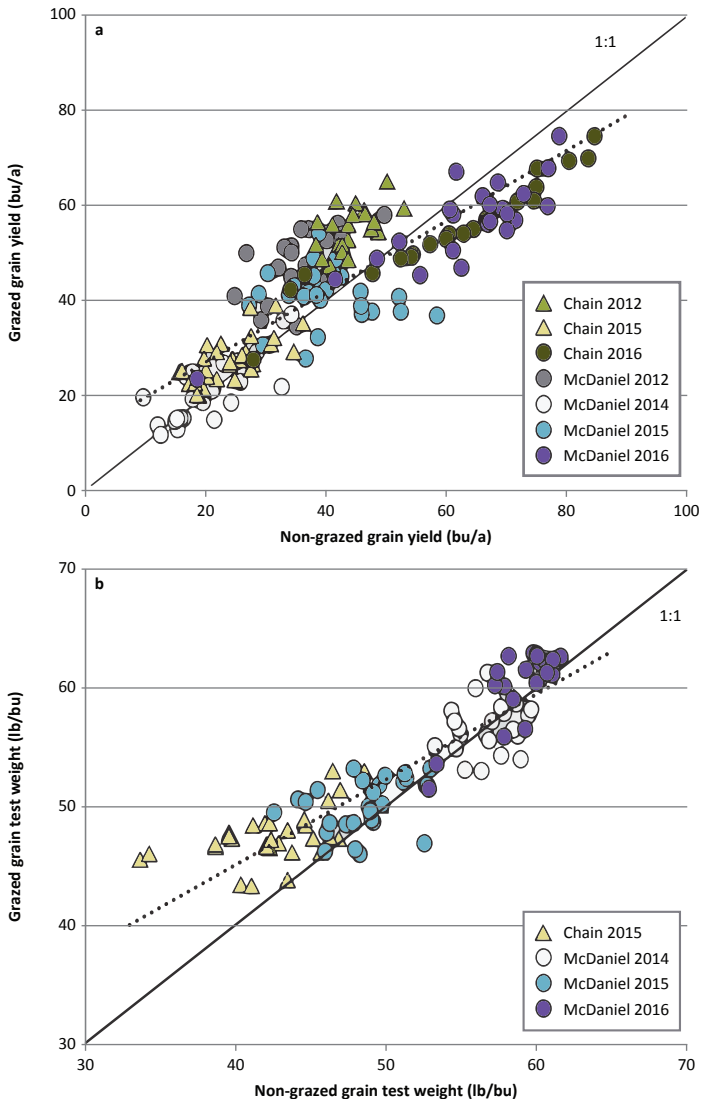 a
1:1
100
80
60
40
20
0
Grazed grain yield (bu/a)
Chain 2012
Chain 2015
Chain 2016
McDaniel 2012
McDaniel 2014
McDaniel 2015
McDaniel 2016
0 20 40 60 80 100
Non-grazed grain yield (bu/a)
b
1:1
70
60
50
40
30
Grazed grain test weight (lb/bu)
Chain 2015
McDaniel 2014
McDaniel 2015
McDaniel 2016
30 40 50 60 70
Non-grazed grain test weight (lb/bu)